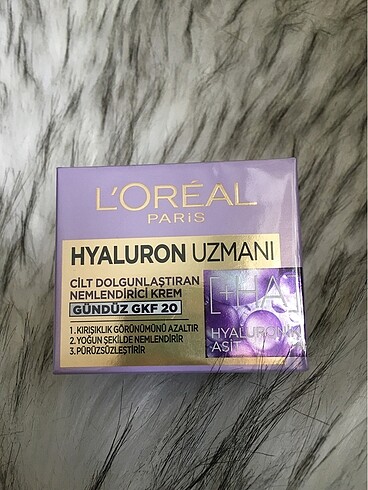 L'ORÉAL
PARiS
HYALURON UZMANI
CİLT DOLGUNLAŞTIRAN
NEMLENDİRİCİ KREM
GÜNDÜZ GKF 20
1. KIRIŞIKLIK GÖRÜNÜMÜNÜ AZALTIR
2. YOĞUN ŞEKİLDE NEMLENDİRİR
3. PÜRÜZSÜZLEŞTİRİR
[+HA]
HYALURONİK
ASİT